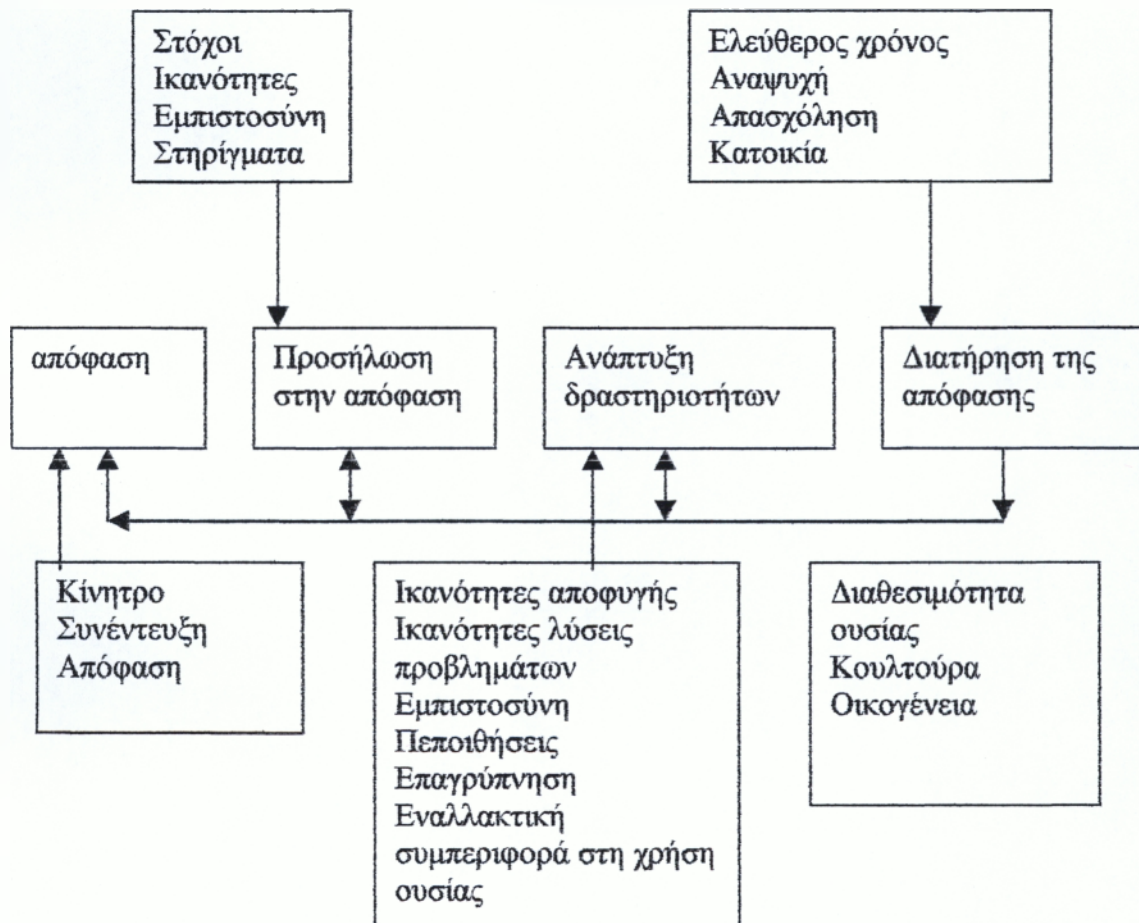 Στόχοι
Ικανότητες
Εμπιστοσύνη
Στηρίγματα
Ελεύθερος χρόνος
Αναψυχή
Απασχόληση
Κατοικία
απόφαση
Προσήλωση
στην απόφαση
Ανάπτυξη
δραστηριοτήτων
Διατήρηση της
απόφασης
Κίνητρο
Συνέντευξη
Απόφαση
Ικανότητες αποφυγής
Ικανότητες λύσεις
προβλημάτων
Εμπιστοσύνη
Πεποιθήσεις
Επαγρύπνηση
Εναλλακτική
συμπεριφορά στη χρήση
ουσίας
Διαθεσιμότητα
ουσίας
Κουλτούρα
Οικογένεια